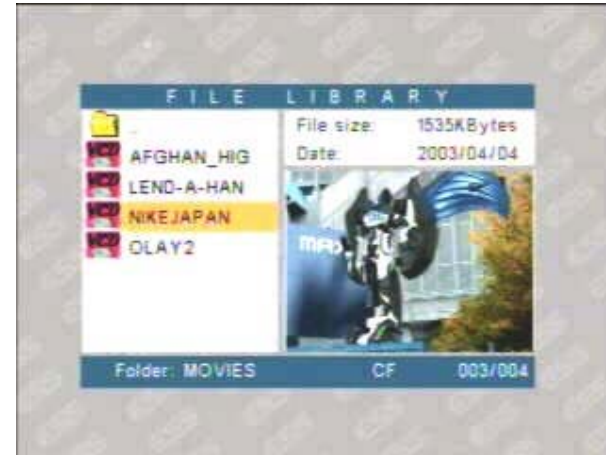 FILE LIBRARY
.
AFGHAN_HIG
LEND-A-HAN
NIKEJAPAN
OLAY2
File size: 1535KBytes
Date: 2003/04/04
MAX
Folder: MOVIES CF 003/004